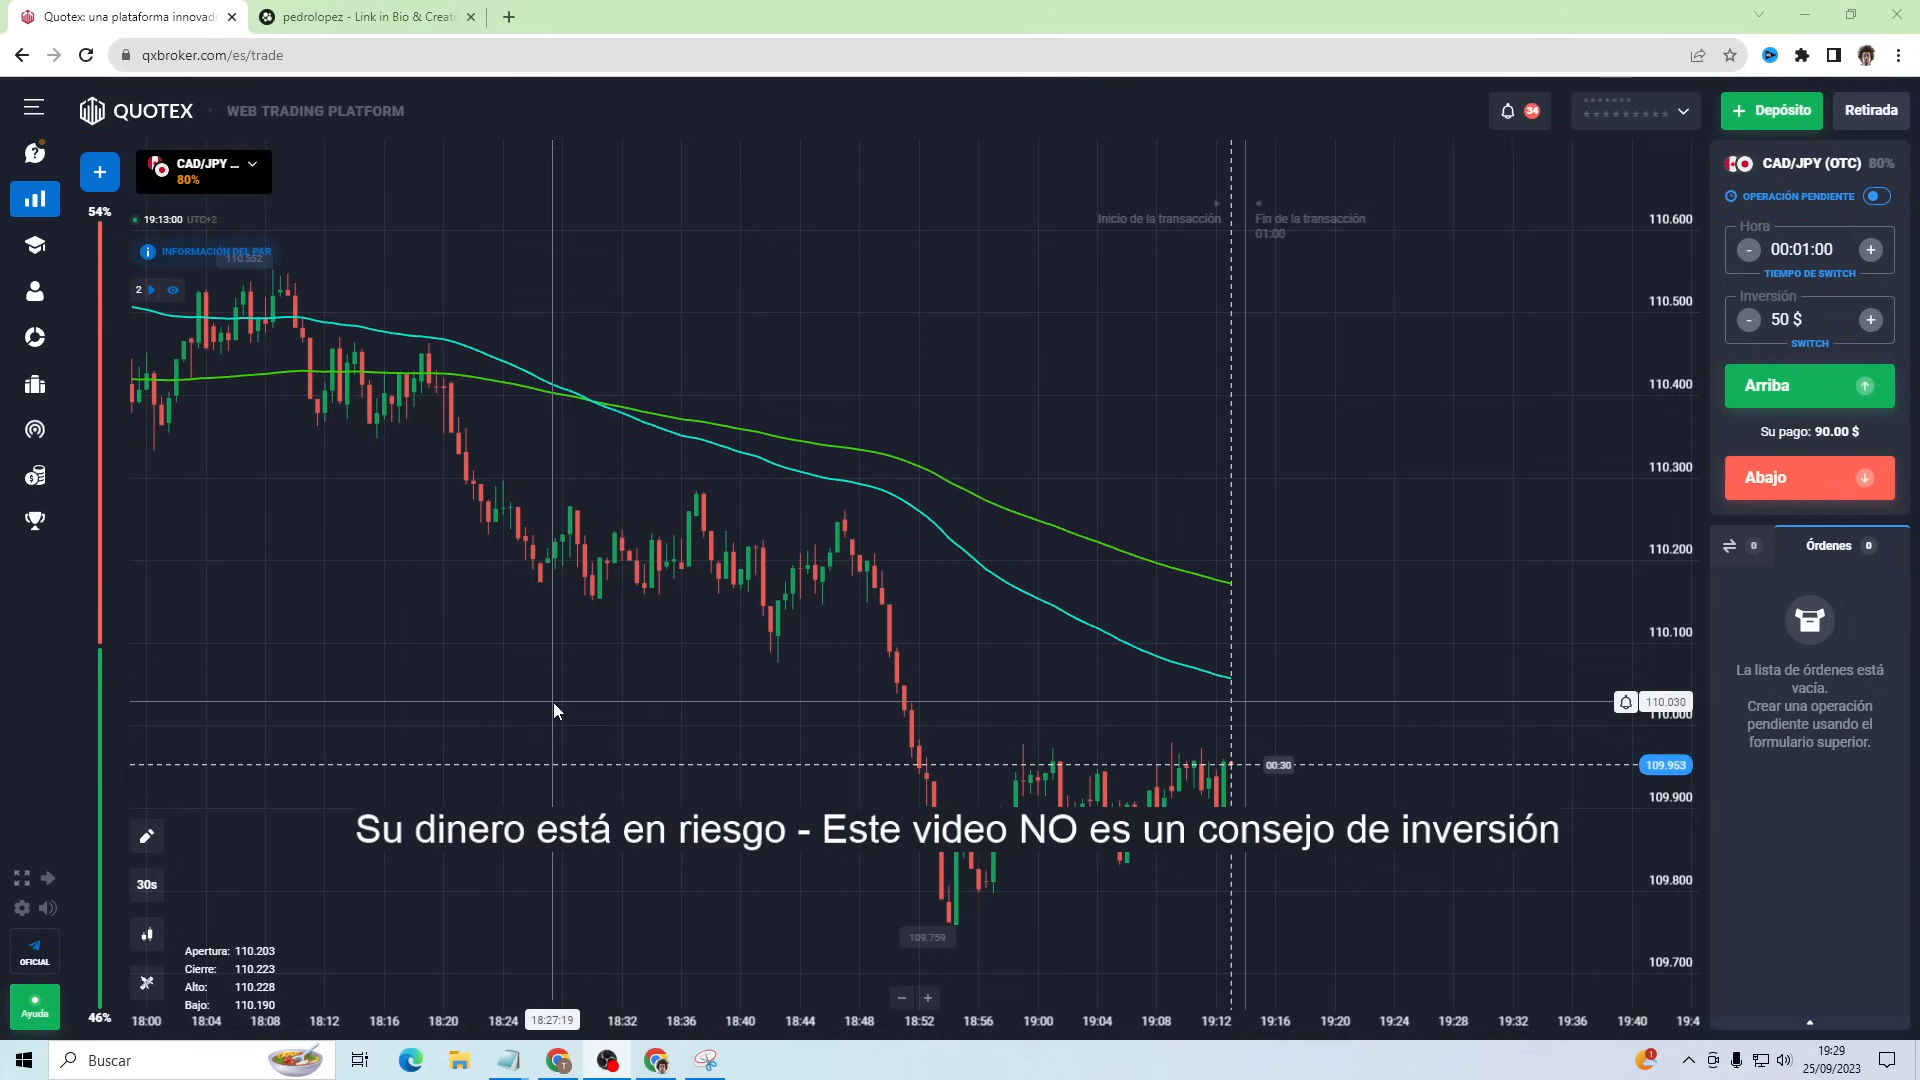 Quotex: una plataforma innovado
pedrolopez - Link in Bio & Creato
qxbroker.com/es/trade
QUOTEX
WEB TRADING PLATFORM
34
*******
*********
Depósito
Retirada
CAD/JPY ...
80%
CAD/JPY (OTC) 80%
OPERACIÓN PENDIENTE
54%
19:13:00 UTC+2
Inicio de la transacción
Fin de la transacción
01:00
110.600
Hora
- 00:01:00 +
TIEMPO DE SWITCH
INFORMACIÓN DEL PAR
110.552
2
110.500
Inversión
- 50 $ +
SWITCH
110.400
Arriba
Su pago: 90.00 $
110.300
Abajo
110.200
0
Órdenes 0
110.100
La lista de órdenes está
vacía.
Crear una operación
pendiente usando el
formulario superior.
110.030
110.000
00:30
109.953
109.900
Su dinero está en riesgo - Este video NO es un consejo de inversión
30s
109.800
109.759
Apertura: 110.203
Cierre: 110.223
Alto: 110.228
Bajo: 110.190
109.700
OFICIAL
Ayuda
46%
18:00 18:04 18:08 18:12 18:16 18:20 18:24 18:27:19 18:32 18:36 18:40 18:44 18:48 18:52 18:56 19:00 19:04 19:08 19:12 19:16 19:20 19:24 19:28 19:32 19:36 19:40 19:4
Buscar
1
19:29
25/09/2023